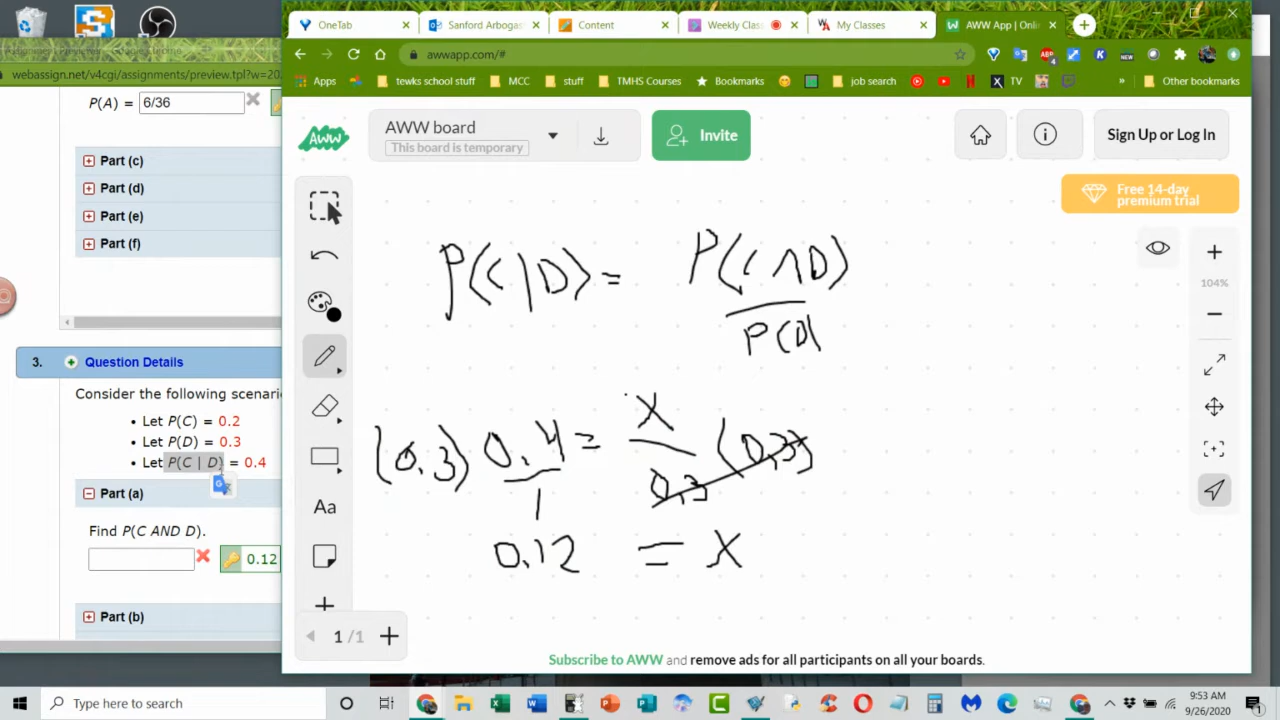 OneTab
Sanford Arbogas
Content
Weekly Clas
My Classes
AWW App | Onli
webassign.net/v4cgi/assignments/preview.tpl?w=20
awwapp.com/#
Apps
tewks school stuff
MCC
stuff
TMHS Courses
Bookmarks
job search
TV
»
Other bookmarks
P(A) = 6/36
Part (c)
Part (d)
Part (e)
Part (f)
AWW
AWW board
This board is temporary
Invite
Sign Up or Log In
Free 14-day
premium trial
104%
P(C|D) = P(C∩D)
P(D)
3. Question Details
Consider the following scenari
• Let P(C) = 0.2
• Let P(D) = 0.3
• Let P(C | D) = 0.4
Part (a)
Find P(C AND D).
0.12
Part (b)
(0.3) 0.4 = X (0.3)
1 0.3
0.12 = X
Aa
1 /1
Subscribe to AWW and remove ads for all participants on all your boards.
Type here to search
9:53 AM
9/26/2020